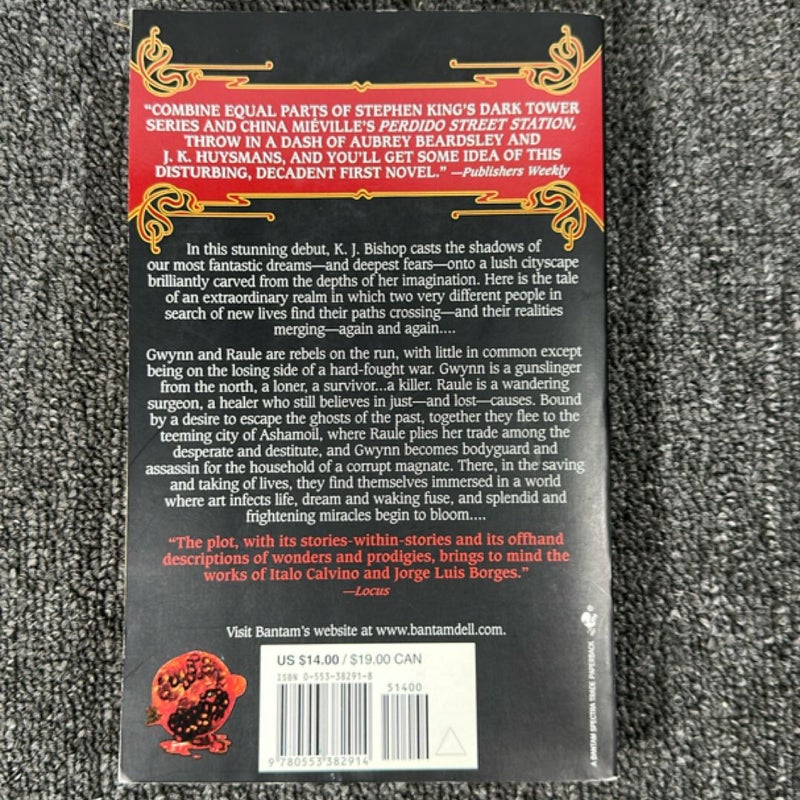 “COMBINE EQUAL PARTS OF STEPHEN KING’S DARK TOWER
SERIES AND CHINA MIÉVILLE’S PERDIDO STREET STATION,
THROW IN A DASH OF AUBREY BEARDSLEY AND
J. K. HUYSMANS, AND YOU’LL GET SOME IDEA OF THIS
DISTURBING, DECADENT FIRST NOVEL.” —Publishers Weekly
In this stunning debut, K. J. Bishop casts the shadows of
our most fantastic dreams—and deepest fears—onto a lush cityscape
brilliantly carved from the depths of her imagination. Here is the tale
of an extraordinary realm in which two very different people in
search of new lives find their paths crossing—and their realities
merging—again and again....
Gwynn and Raule are rebels on the run, with little in common except
being on the losing side of a hard-fought war. Gwynn is a gunslinger
from the north, a loner, a survivor...a killer. Raule is a wandering
surgeon, a healer who still believes in just—and lost—causes. Bound
by a desire to escape the ghosts of the past, together they flee to the
teeming city of Ashamoil, where Raule plies her trade among the
desperate and destitute, and Gwynn becomes bodyguard and
assassin for the household of a corrupt magnate. There, in the saving
and taking of lives, they find themselves immersed in a world
where art infects life, dream and waking fuse, and splendid and
frightening miracles begin to bloom....
“The plot, with its stories-within-stories and its offhand
descriptions of wonders and prodigies, brings to mind the
works of Italo Calvino and Jorge Luis Borges.”
—Locus
Visit Bantam’s website at www.bantamdell.com.
US $14.00 / $19.00 CAN
ISBN 0-553-38291-8
51400
9 780553 382914
A BANTAM SPECTRA TRADE PAPERBACK